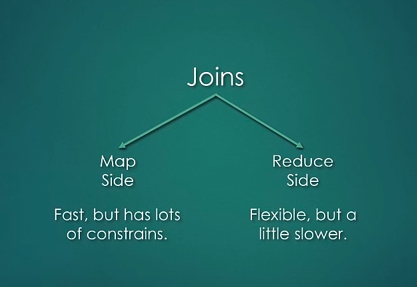 Joins
Map
Side
Fast, but has lots
of constrains.
Reduce
Side
Flexible, but a
little slower.